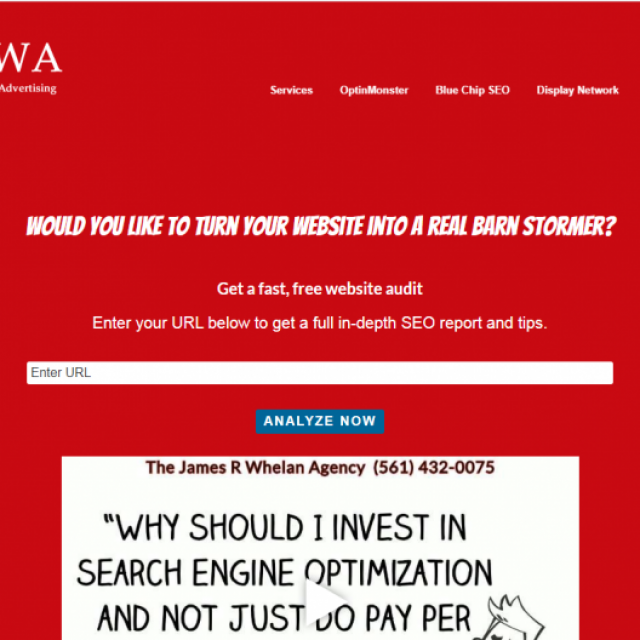 WA
Advertising
Services OptinMonster Blue Chip SEO Display Network
WOULD YOU LIKE TO TURN YOUR WEBSITE INTO A REAL BARN STORMER?
Get a fast, free website audit
Enter your URL below to get a full in-depth SEO report and tips.
Enter URL
ANALYZE NOW
The James R Whelan Agency (561) 432-0075
“WHY SHOULD I INVEST IN
SEARCH ENGINE OPTIMIZATION
AND NOT JUST DO PAY PER